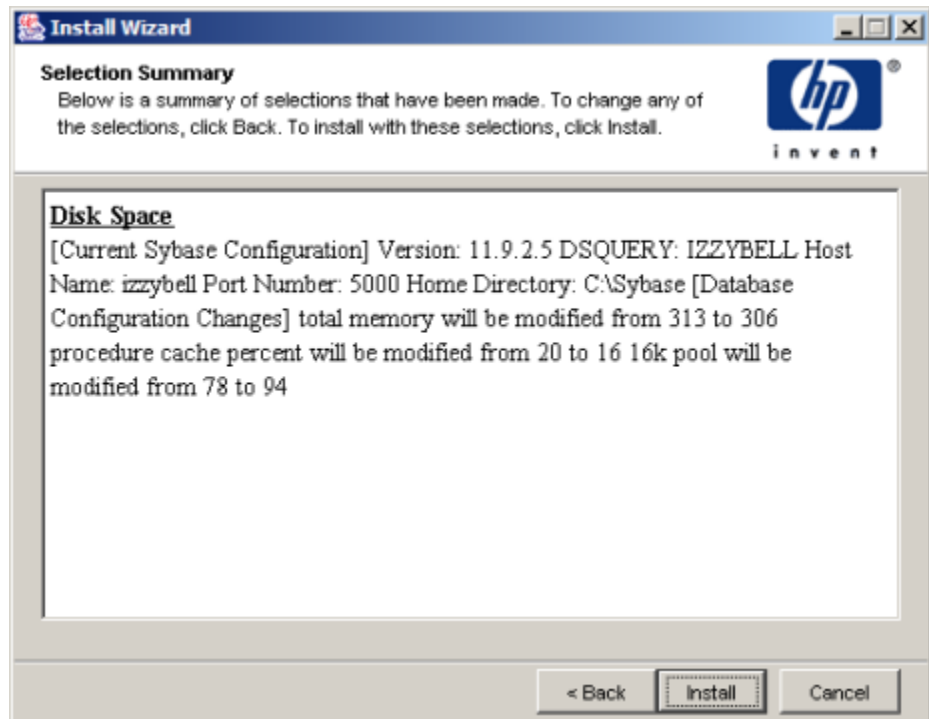 Install Wizard
Selection Summary
Below is a summary of selections that have been made. To change any of
the selections, click Back. To install with these selections, click Install.
hp ®
invent
Disk Space
[Current Sybase Configuration] Version: 11.9.2.5 DSQUERY: IZZYBELL Host
Name: izzybell Port Number: 5000 Home Directory: C:\Sybase [Database
Configuration Changes] total memory will be modified from 313 to 306
procedure cache percent will be modified from 20 to 16 16k pool will be
modified from 78 to 94
< Back Install Cancel